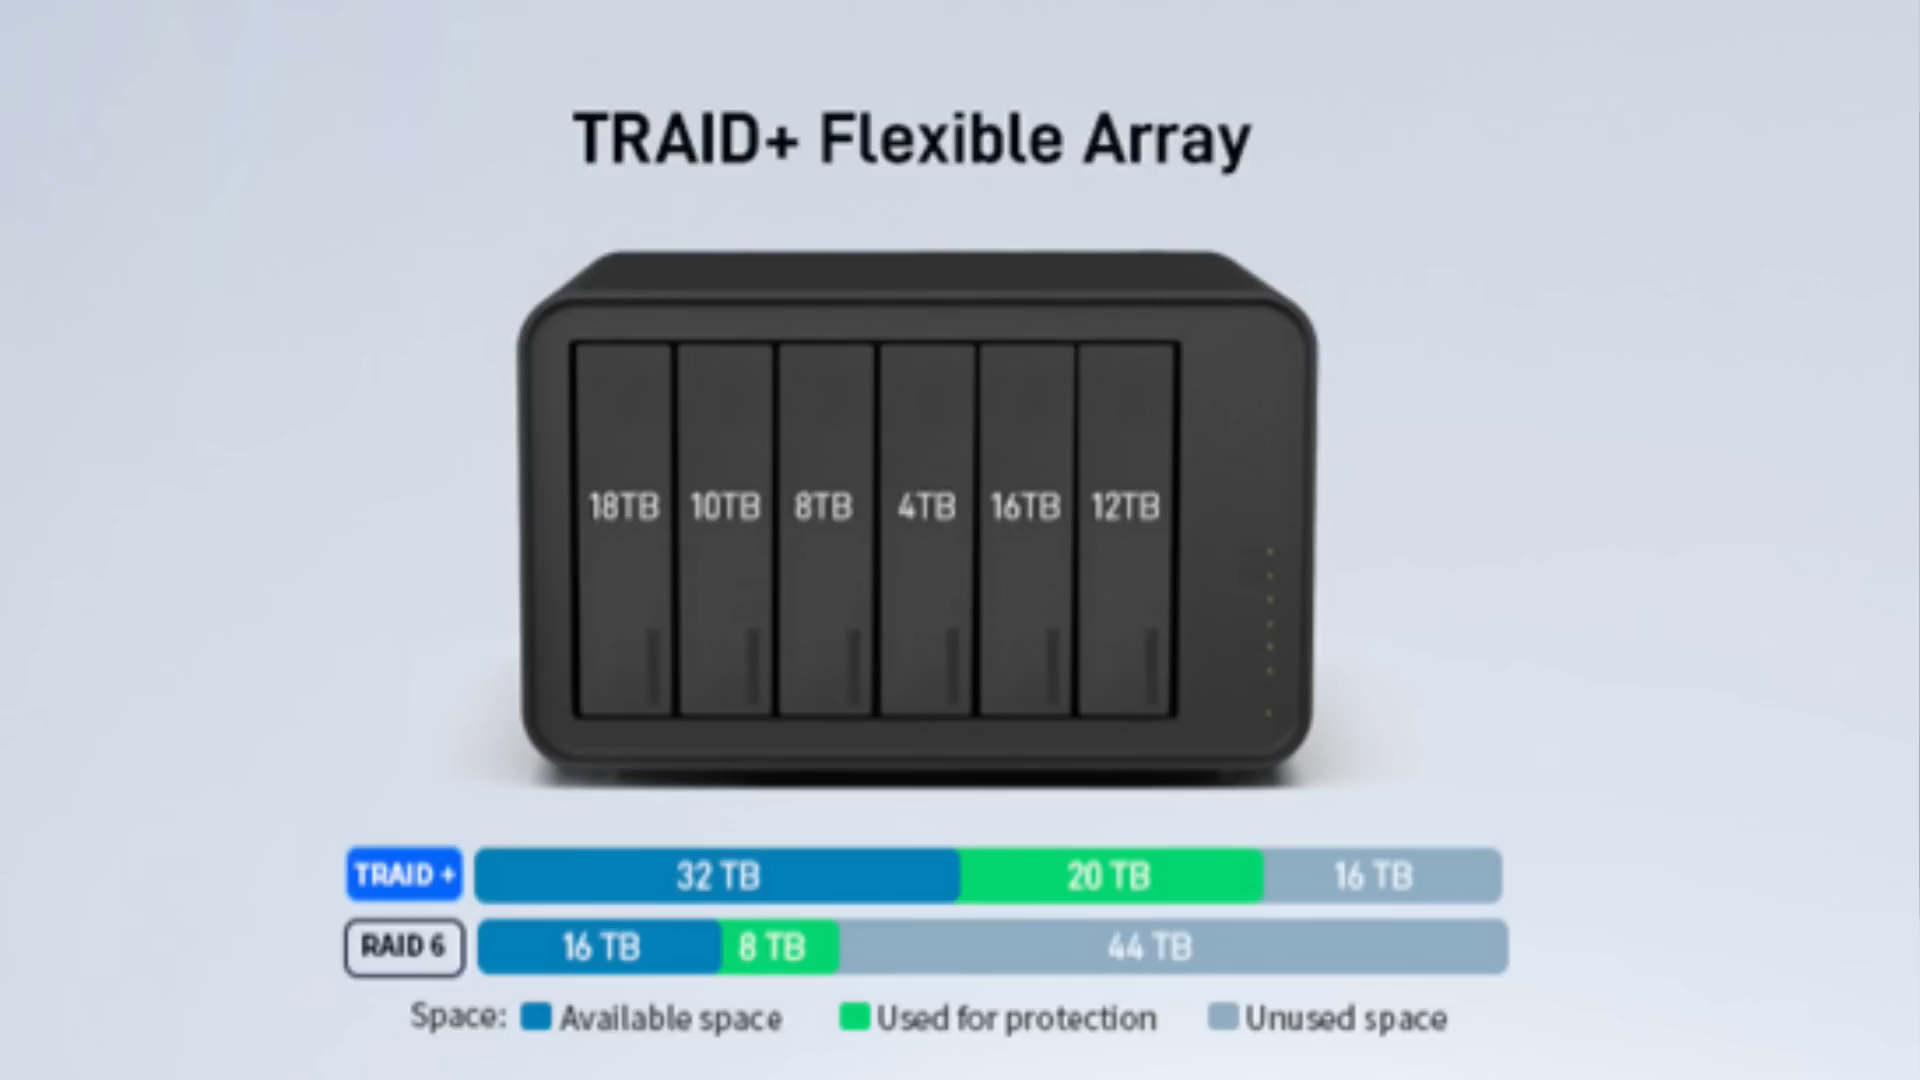 TRAID+ Flexible Array
18TB 10TB 8TB 4TB 16TB 12TB
TRAID + 32 TB 20 TB 16 TB
RAID 6 16 TB 8 TB 44 TB
Space: Available space Used for protection Unused space